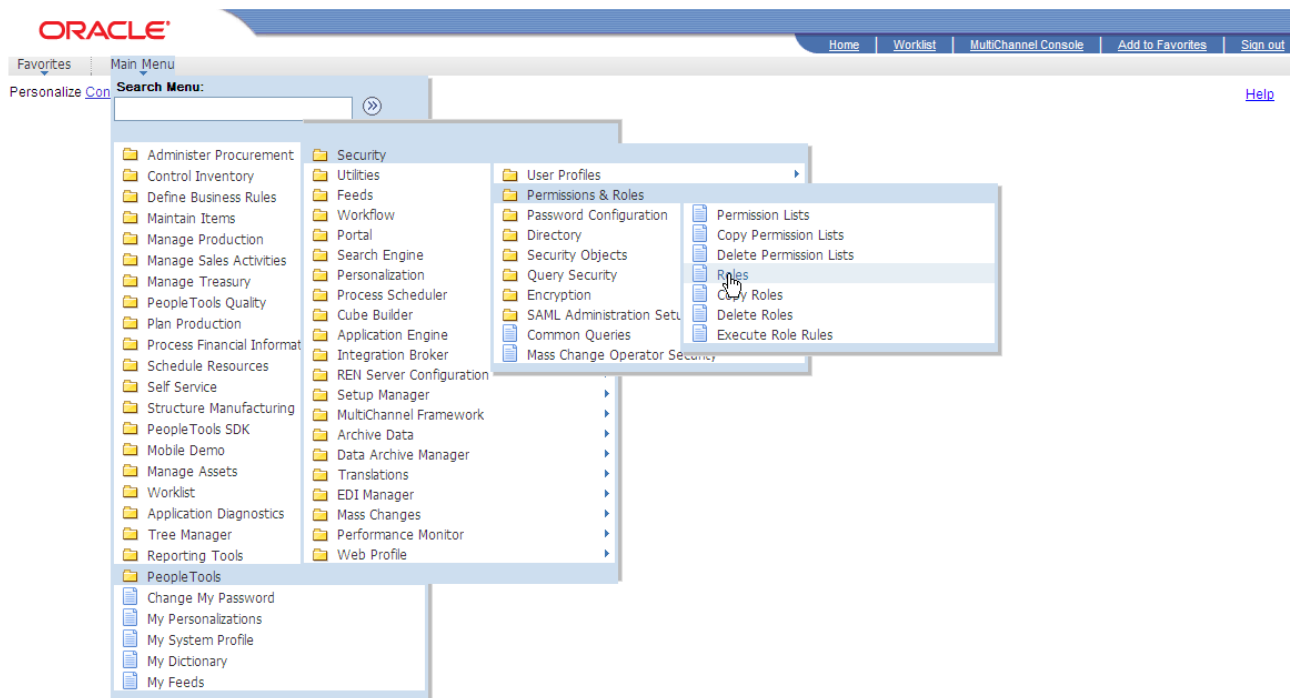 ORACLE'
Home
Worklist
MultiChannel Console
Add to Favorites
Sign out
Favorites
Main Menu
Personalize Con
Help
Search Menu:
Administer Procurement
Control Inventory
Define Business Rules
Maintain Items
Manage Production
Manage Sales Activities
Manage Treasury
PeopleTools Quality
Plan Production
Process Financial Informat
Schedule Resources
Self Service
Structure Manufacturing
PeopleTools SDK
Mobile Demo
Manage Assets
Worklist
Application Diagnostics
Tree Manager
Reporting Tools
PeopleTools
Change My Password
My Personalizations
My System Profile
My Dictionary
My Feeds
Security
Utilities
Feeds
Workflow
Portal
Search Engine
Personalization
Process Scheduler
Cube Builder
Application Engine
Integration Broker
REN Server Configuration
Setup Manager
MultiChannel Framework
Archive Data
Data Archive Manager
Translations
EDI Manager
Mass Changes
Performance Monitor
Web Profile
User Profiles
Permissions & Roles
Password Configuration
Directory
Security Objects
Query Security
Encryption
SAML Administration Setu
Common Queries
Mass Change Operator Security
Permission Lists
Copy Permission Lists
Delete Permission Lists
Roles
Copy Roles
Delete Roles
Execute Role Rules